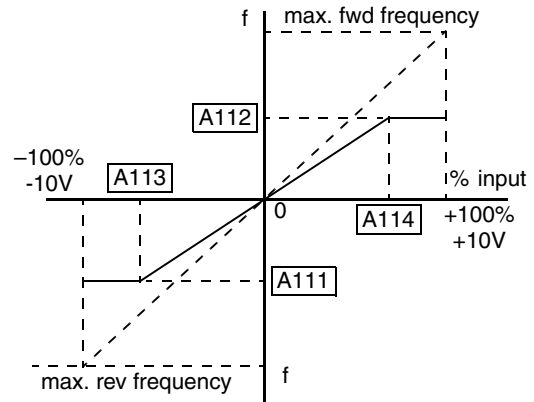 f
max. fwd frequency
A112
–100%
-10V
A113
% input
0
A114
+100%
+10V
A111
max. rev frequency
f